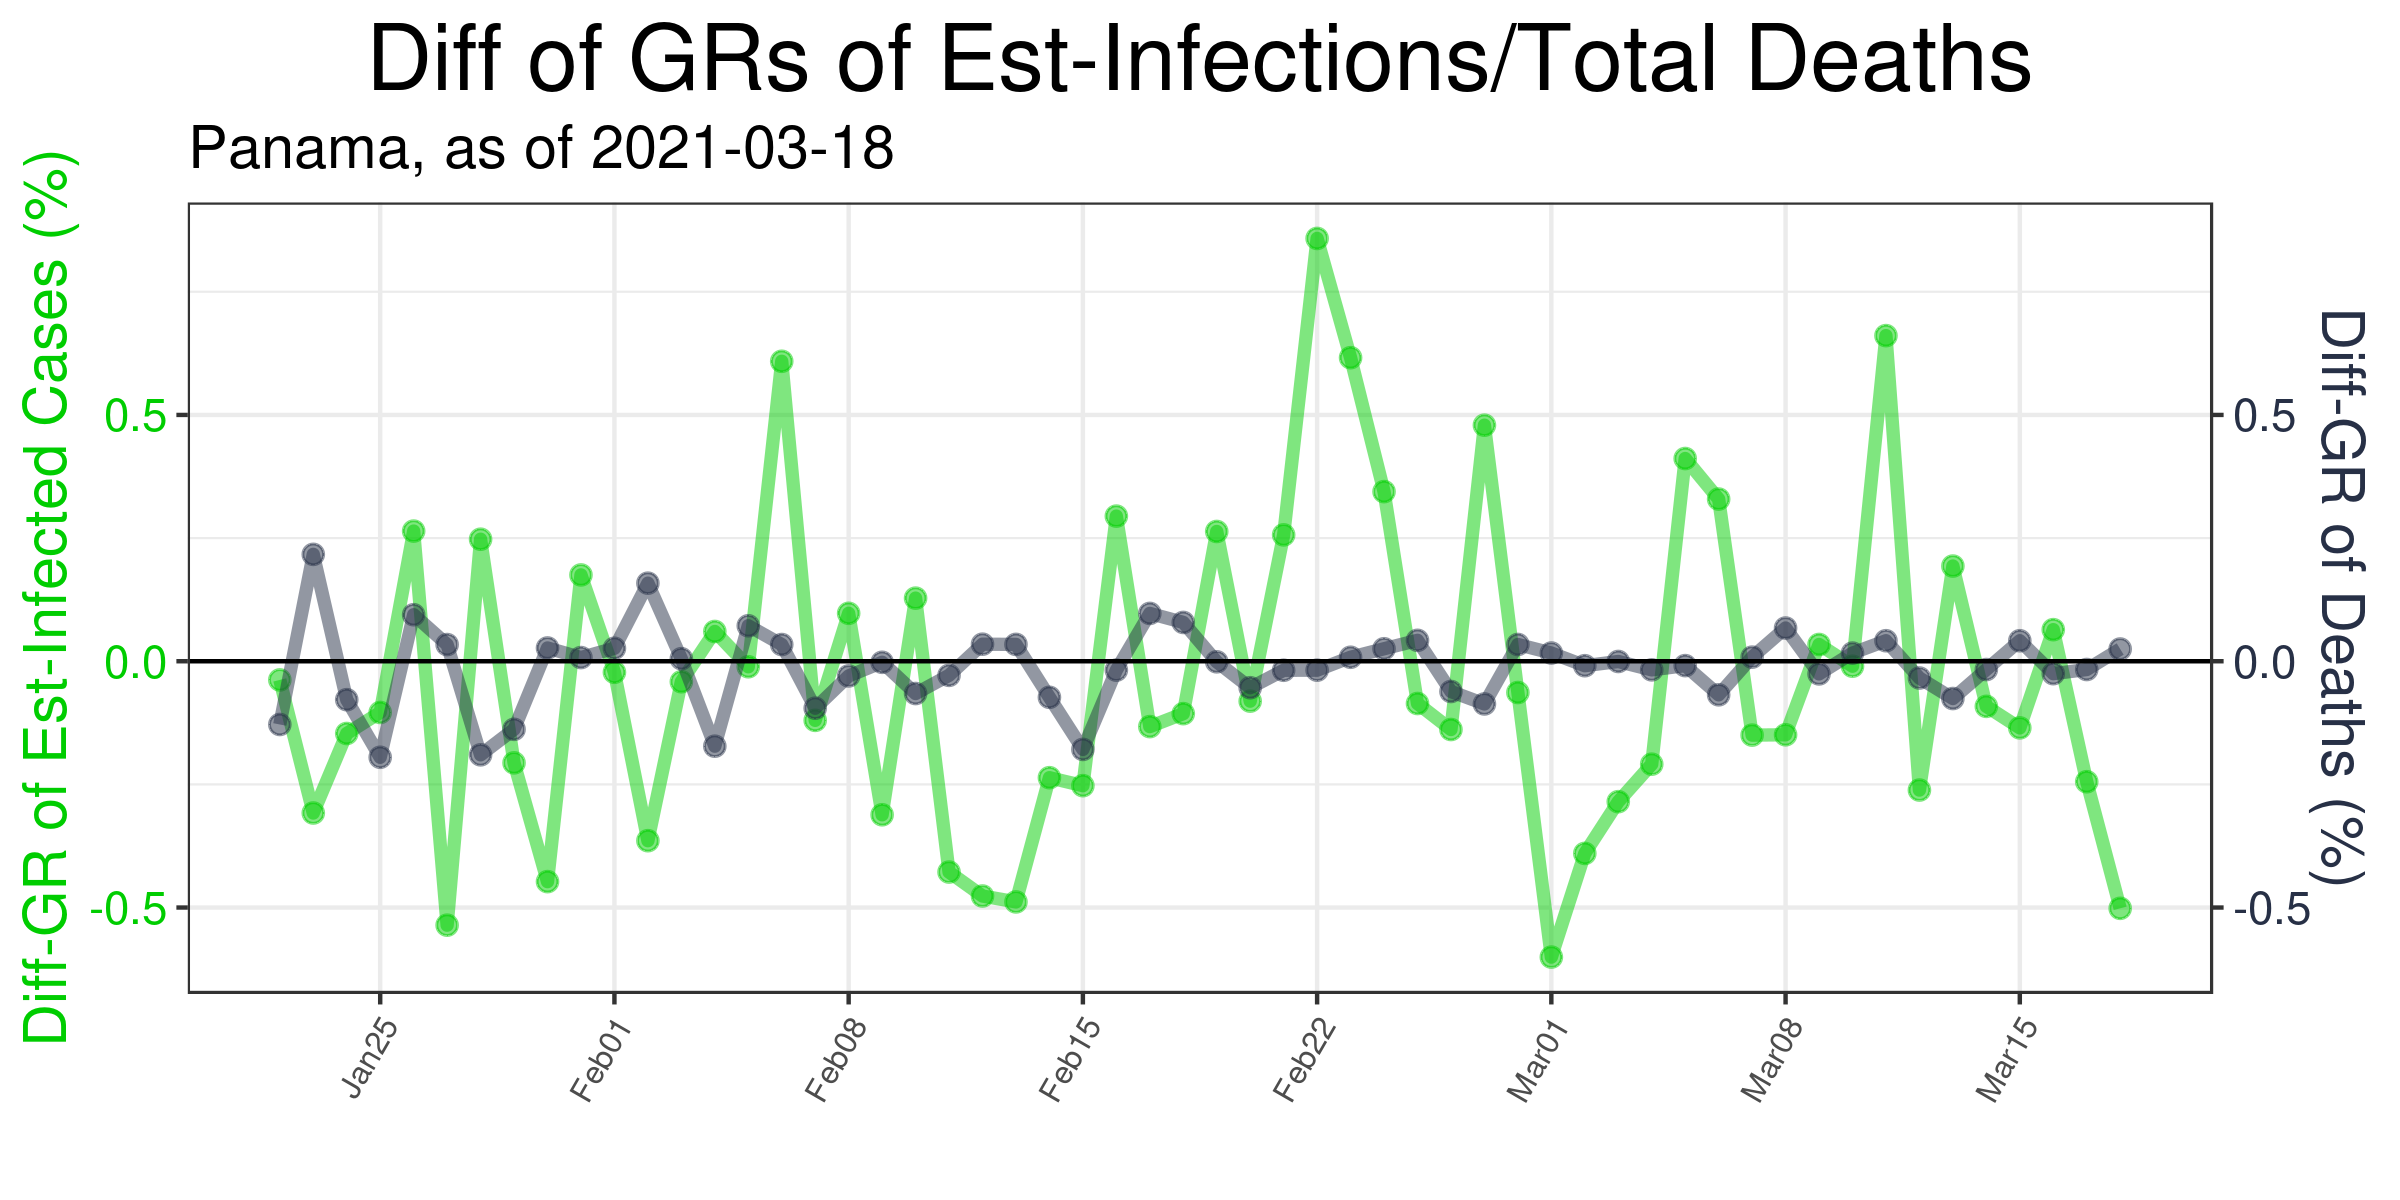 Diff of GRs of Est-Infections/Total Deaths
Panama, as of 2021-03-18
Diff-GR of Est-Infected Cases (%)
0.5
0.0
-0.5
0.5
0.0
-0.5
Diff-GR of Deaths (%)
Jan25
Feb01
Feb08
Feb15
Feb22
Mar01
Mar08
Mar15